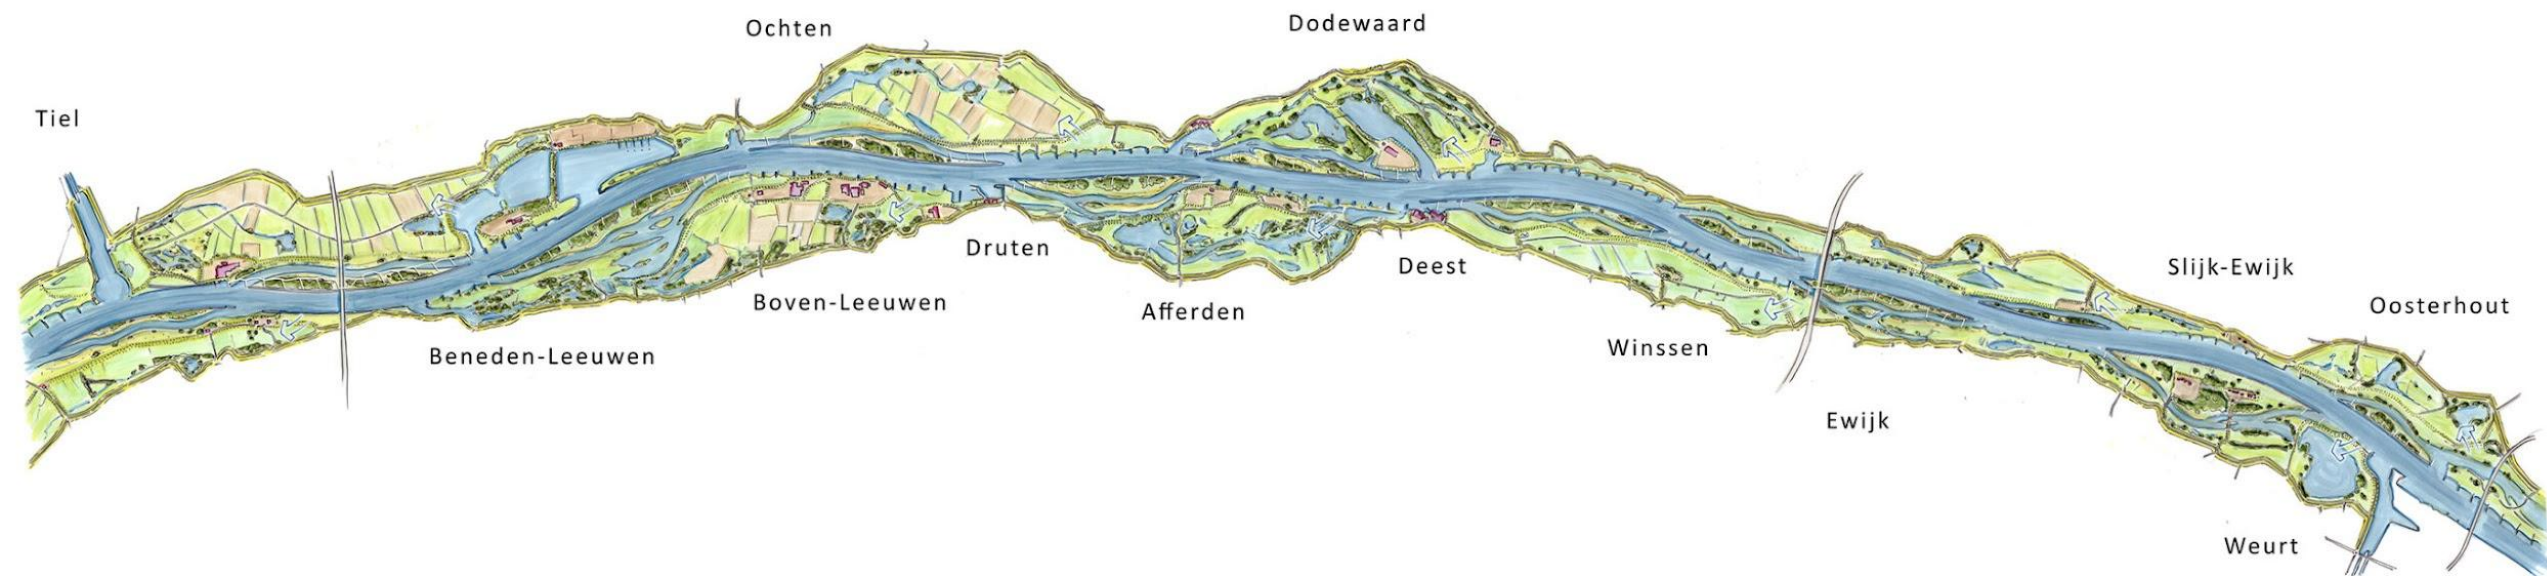 Dodewaard
Ochten
Tiel
Druten
Deest
Slijk-Ewijk
Boven-Leeuwen
Oosterhout
Afferden
Winssen
Beneden-Leeuwen
Ewijk
Weurt